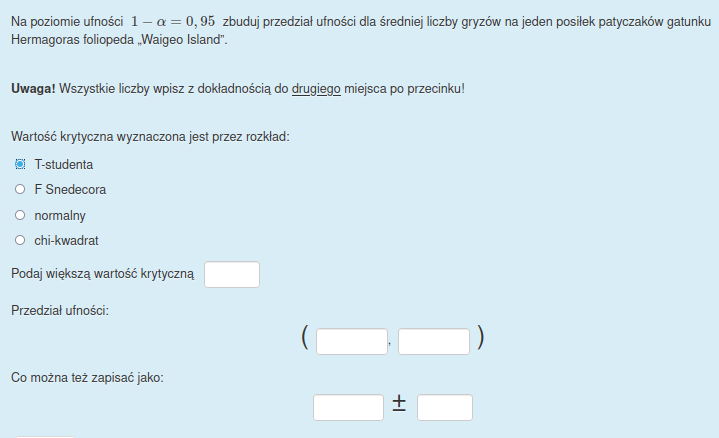 Na poziomie ufności 1 − α = 0,95 zbuduj przedział ufności dla średniej liczby gryzów na jeden posiłek patyczaków gatunku
Hermagoras foliopeda „Waigeo Island”.
Uwaga! Wszystkie liczby wpisz z dokładnością do drugiego miejsca po przecinku!
Wartość krytyczna wyznaczona jest przez rozkład:
T-studenta
F Snedecora
normalny
chi-kwadrat
Podaj większą wartość krytyczną
Przedział ufności:
( , )
Co można też zapisać jako:
±